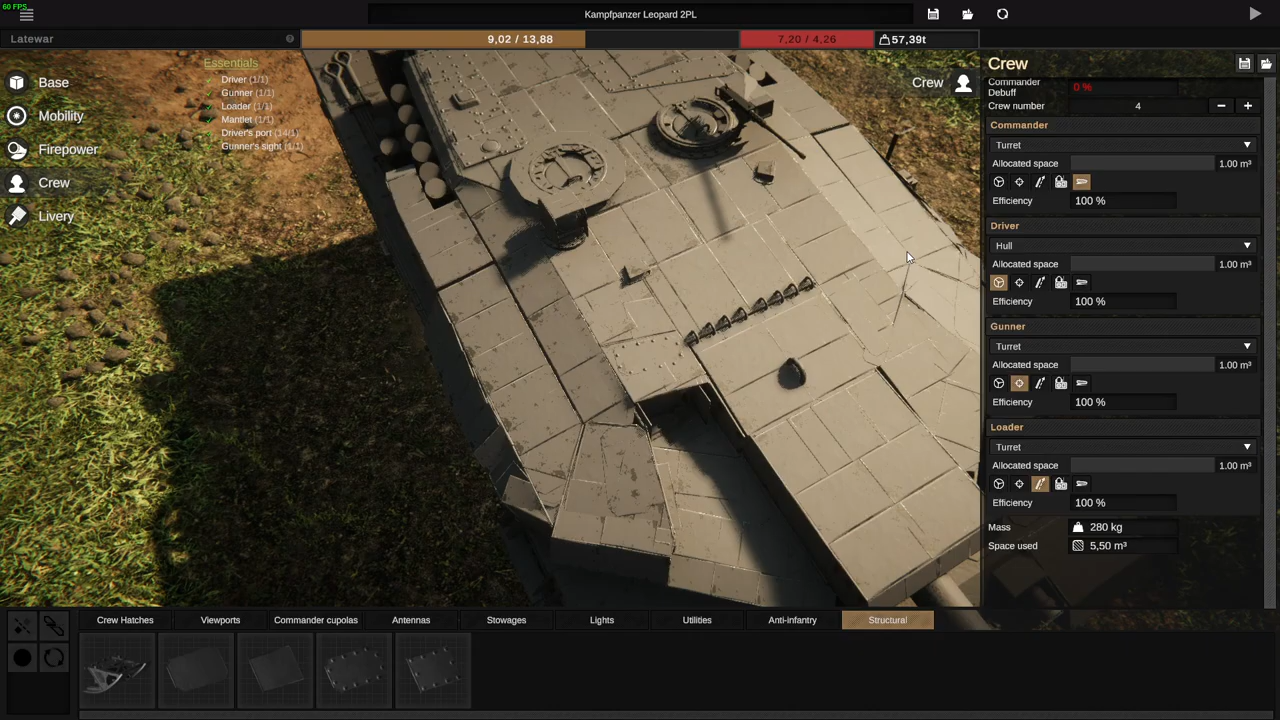 60 FPS
Kampfpanzer Leopard 2PL
Latewar
9,02 / 13,88
7,20 / 4,26
57,39t
Essentials
Driver (1/1)
Gunner (1/1)
Loader (1/1)
Mantlet (1/1)
Driver's port (14/1)
Gunner's sight (1/1)
Base
Mobility
Firepower
Crew
Livery
Crew
Crew
Commander Debuff
0 %
Crew number
4
Commander
Turret
Allocated space
1.00 m³
Efficiency
100 %
Driver
Hull
Allocated space
1.00 m³
Efficiency
100 %
Gunner
Turret
Allocated space
1.00 m³
Efficiency
100 %
Loader
Turret
Allocated space
1.00 m³
Efficiency
100 %
Mass
280 kg
Space used
5,50 m³
Crew Hatches
Viewports
Commander cupolas
Antennas
Stowages
Lights
Utilities
Anti-infantry
Structural